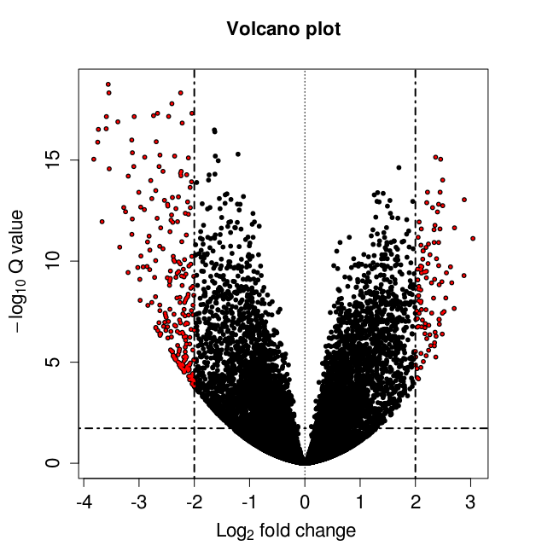 Volcano plot
−log10 Q value
15
10
5
0
-4 -3 -2 -1 0 1 2 3
Log2 fold change